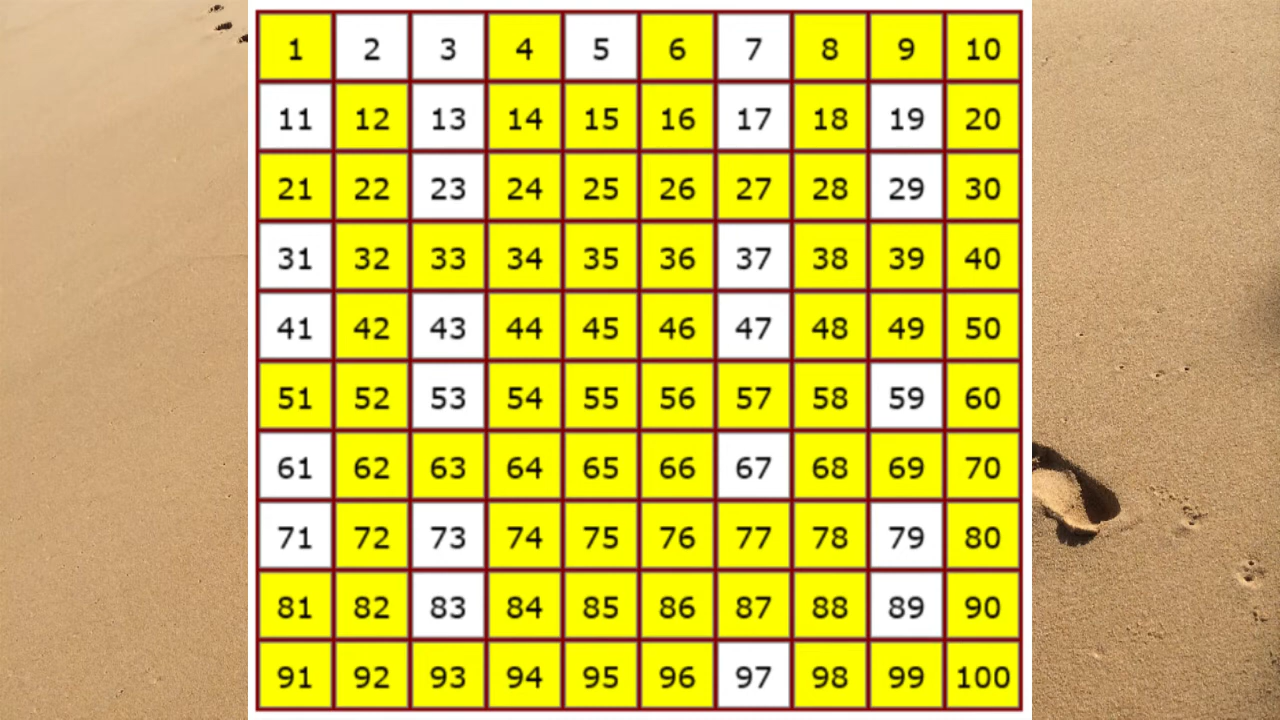 1 2 3 4 5 6 7 8 9 10
11 12 13 14 15 16 17 18 19 20
21 22 23 24 25 26 27 28 29 30
31 32 33 34 35 36 37 38 39 40
41 42 43 44 45 46 47 48 49 50
51 52 53 54 55 56 57 58 59 60
61 62 63 64 65 66 67 68 69 70
71 72 73 74 75 76 77 78 79 80
81 82 83 84 85 86 87 88 89 90
91 92 93 94 95 96 97 98 99 100